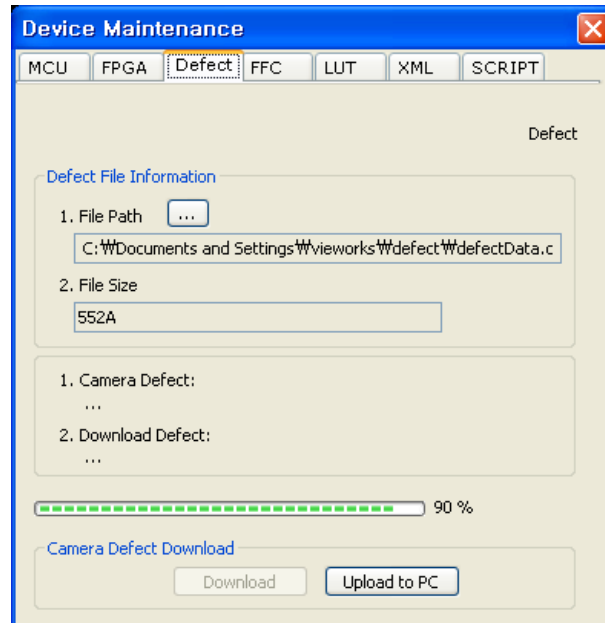 Device Maintenance
MCU FPGA Defect FFC LUT XML SCRIPT
Defect
Defect File Information
1. File Path ...
C:₩Documents and Settings₩vieworks₩defect₩defectData.c
2. File Size
552A
1. Camera Defect:
...
2. Download Defect:
...
90 %
Camera Defect Download
Download Upload to PC